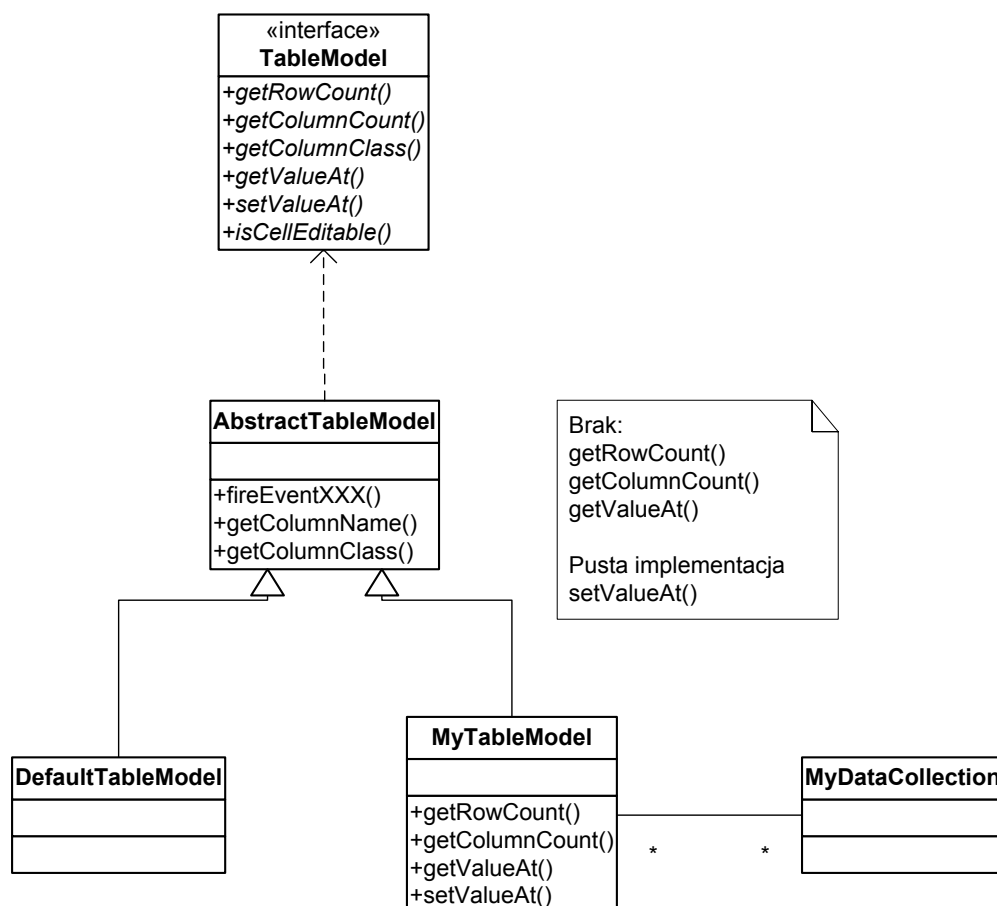 «interface»
TableModel
+getRowCount()
+getColumnCount()
+getColumnClass()
+getValueAt()
+setValueAt()
+isCellEditable()
AbstractTableModel
+fireEventXXX()
+getColumnName()
+getColumnClass()
Brak:
getRowCount()
getColumnCount()
getValueAt()
Pusta implementacja
setValueAt()
DefaultTableModel
MyTableModel
+getRowCount()
+getColumnCount()
+getValueAt()
+setValueAt()
* *
MyDataCollection